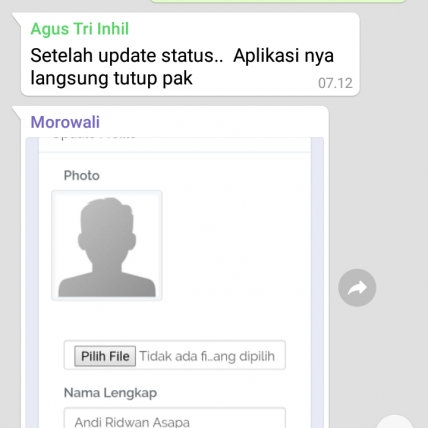 Agus Tri Inhil
Setelah update status.. Aplikasi nya
langsung tutup pak
07.12
Morowali
Photo
Pilih File Tidak ada fi...ang dipilih
Nama Lengkap
Andi Ridwan Asapa